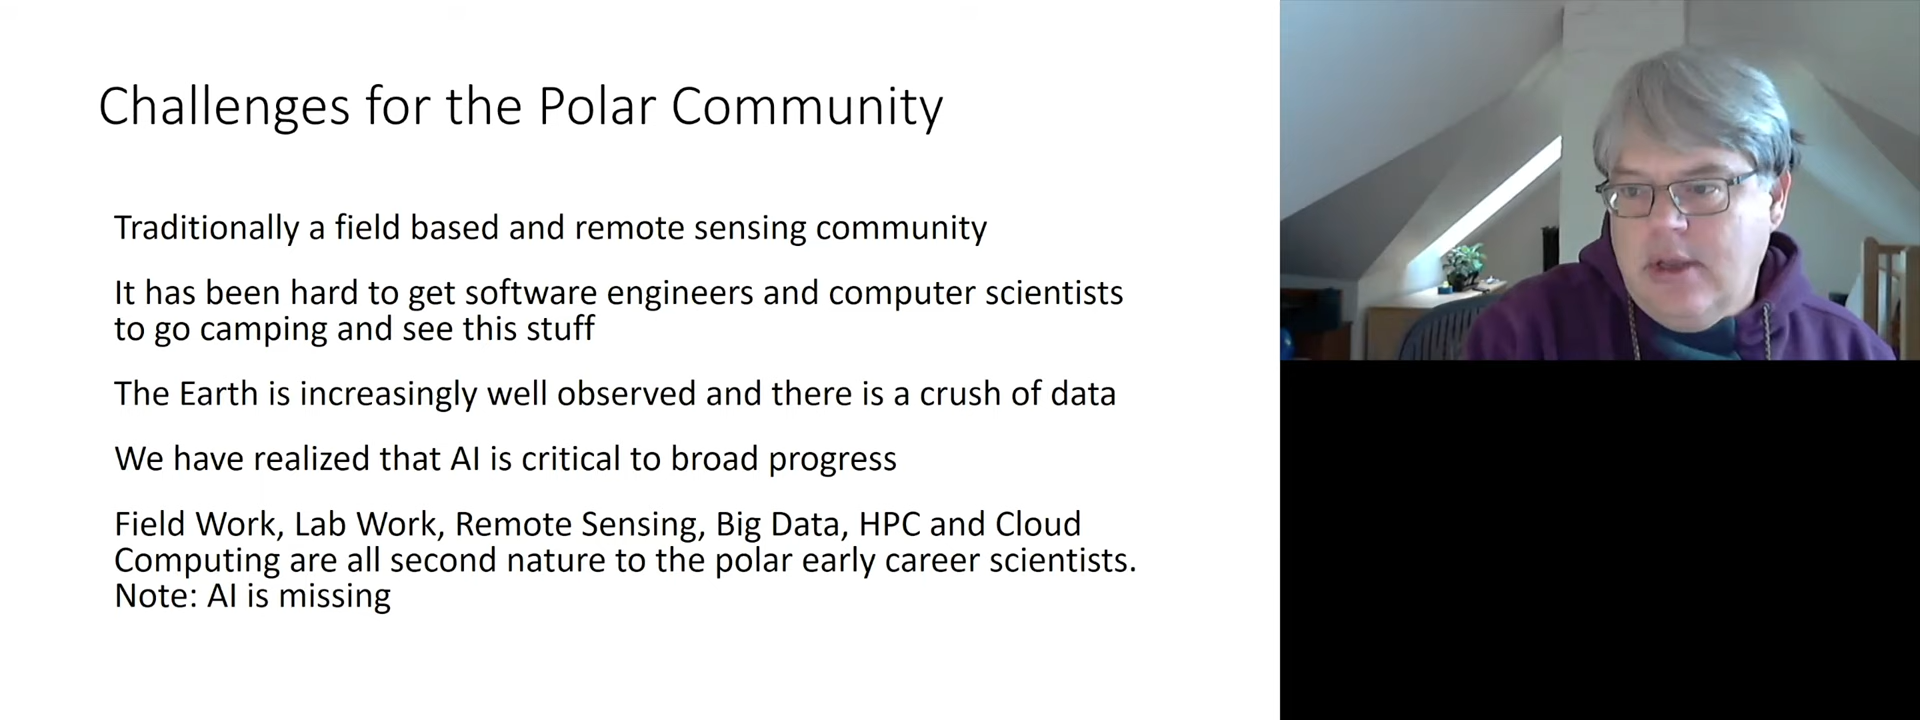 Challenges for the Polar Community
Traditionally a field based and remote sensing community
It has been hard to get software engineers and computer scientists
to go camping and see this stuff
The Earth is increasingly well observed and there is a crush of data
We have realized that AI is critical to broad progress
Field Work, Lab Work, Remote Sensing, Big Data, HPC and Cloud
Computing are all second nature to the polar early career scientists.
Note: AI is missing